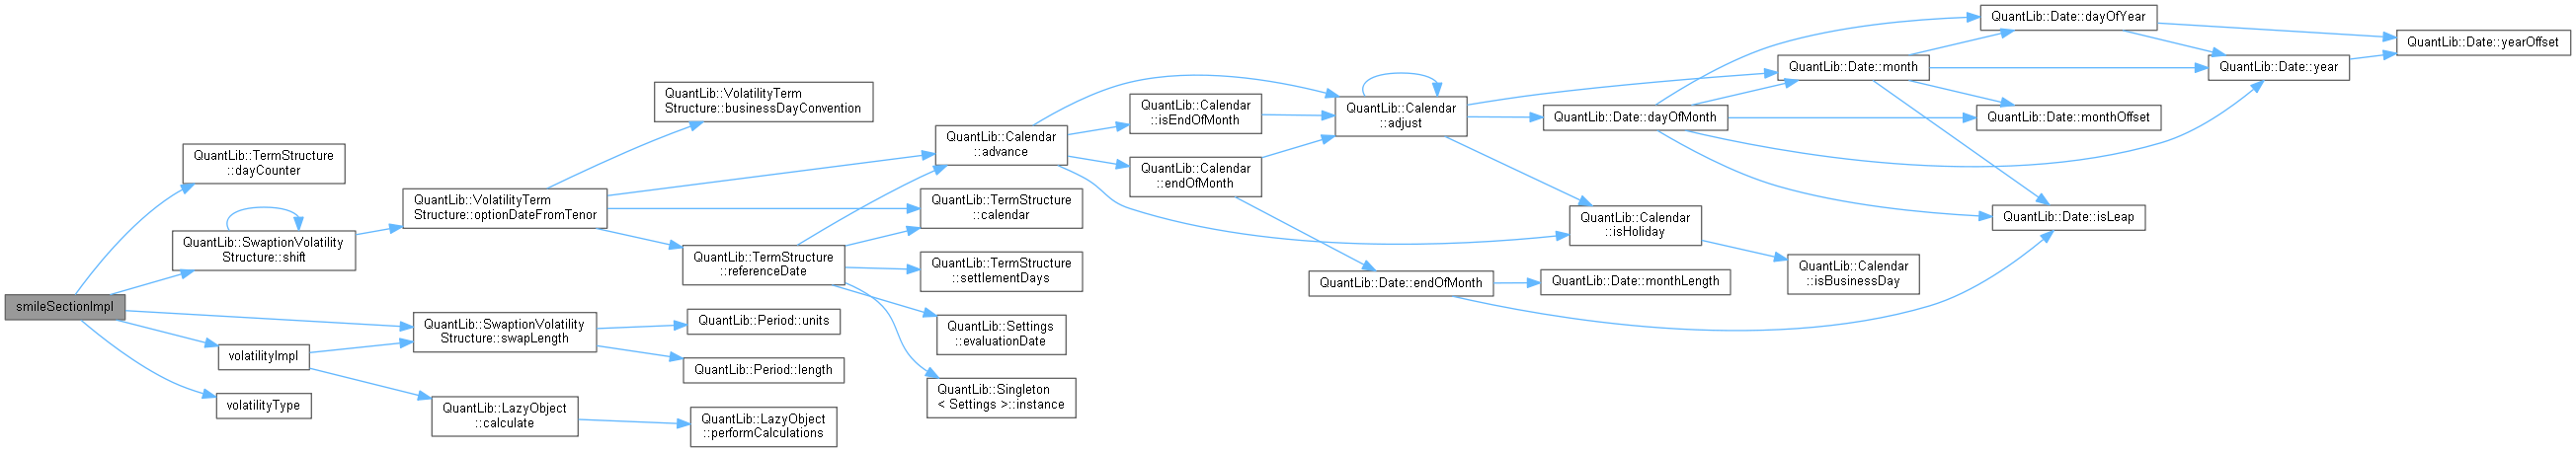 smileSectionImpl
QuantLib::TermStructure
::dayCounter
QuantLib::SwaptionVolatility
Structure::shift
volatilityImpl
volatilityType
QuantLib::VolatilityTerm
Structure::optionDateFromTenor
QuantLib::SwaptionVolatility
Structure::swapLength
QuantLib::LazyObject
::calculate
QuantLib::VolatilityTerm
Structure::businessDayConvention
QuantLib::TermStructure
::referenceDate
QuantLib::Period::units
QuantLib::Period::length
QuantLib::LazyObject
::performCalculations
QuantLib::Calendar
::advance
QuantLib::TermStructure
::calendar
QuantLib::TermStructure
::settlementDays
QuantLib::Settings
::evaluationDate
QuantLib::Singleton
< Settings >::instance
QuantLib::Calendar
::isEndOfMonth
QuantLib::Calendar
::endOfMonth
QuantLib::Calendar
::adjust
QuantLib::Date::endOfMonth
QuantLib::Date::dayOfMonth
QuantLib::Calendar
::isHoliday
QuantLib::Date::monthLength
QuantLib::Date::month
QuantLib::Calendar
::isBusinessDay
QuantLib::Date::dayOfYear
QuantLib::Date::monthOffset
QuantLib::Date::isLeap
QuantLib::Date::year
QuantLib::Date::yearOffset